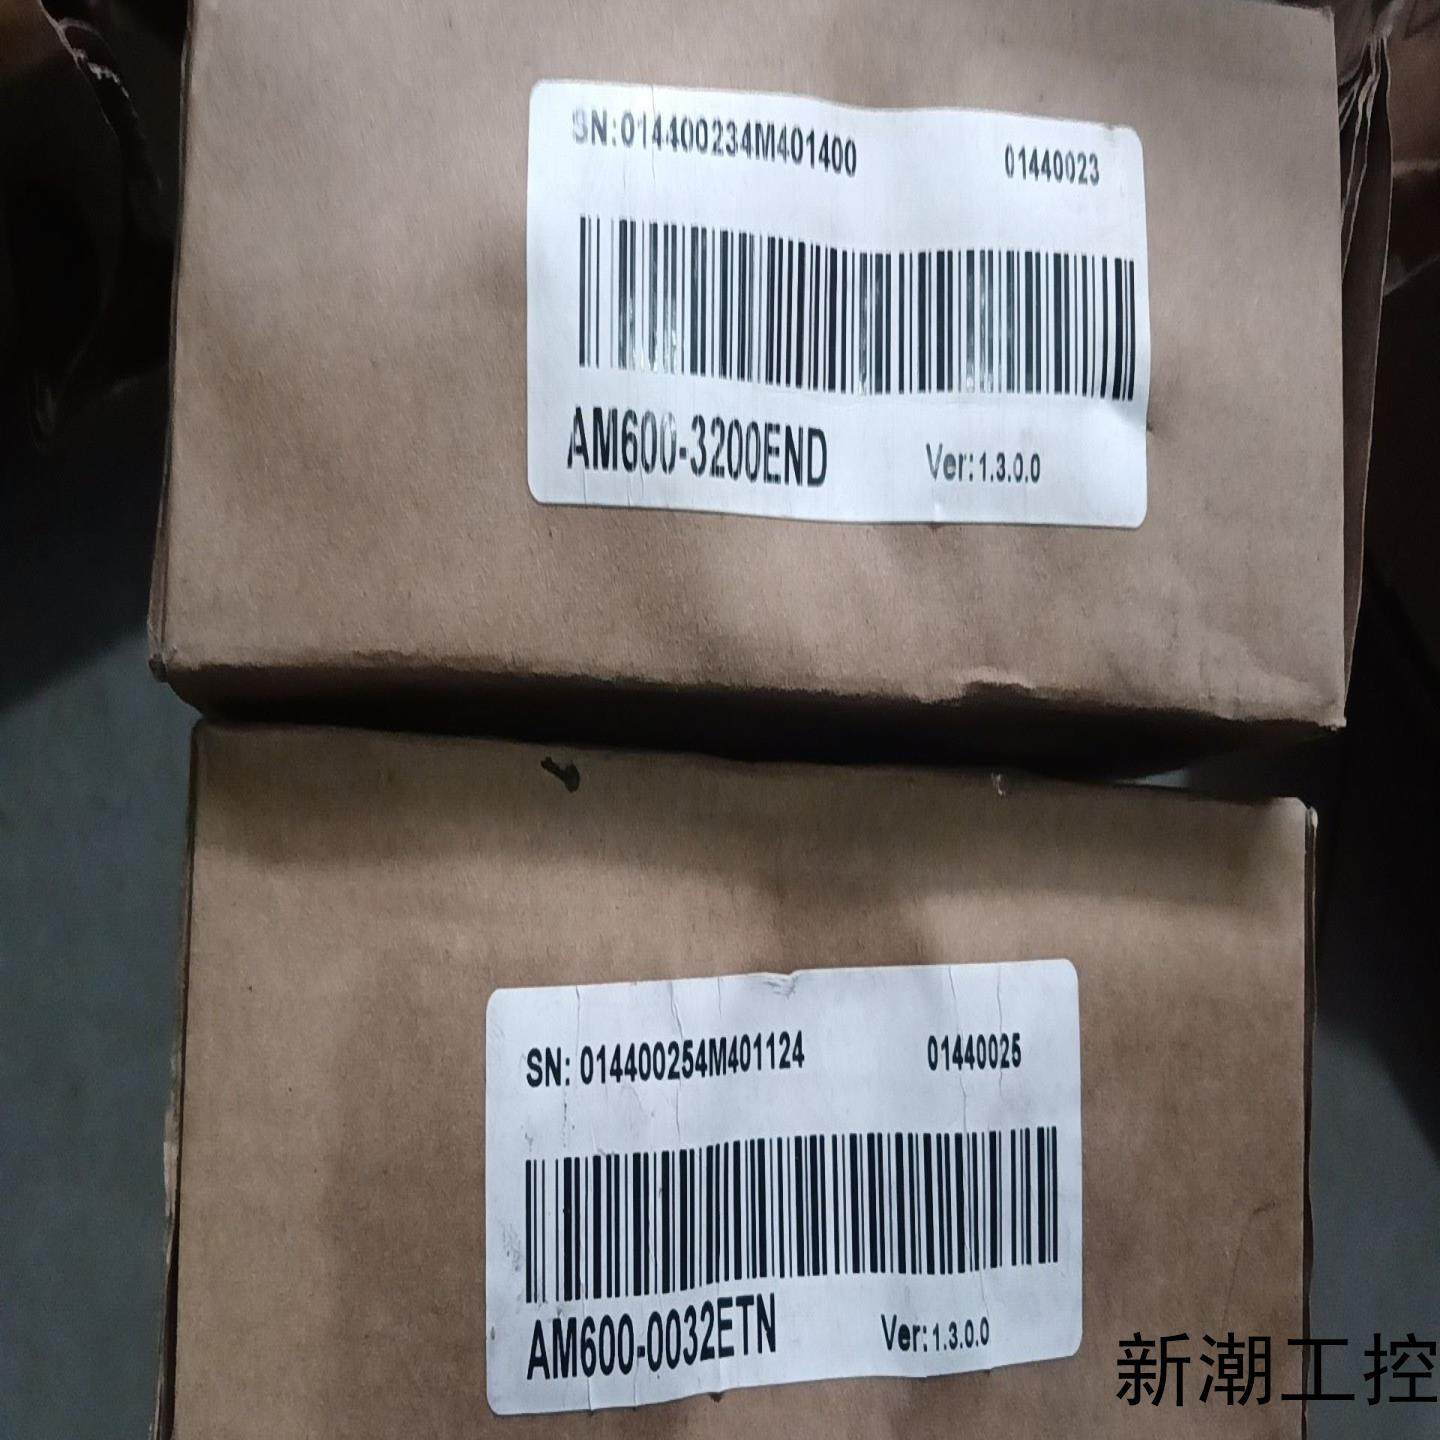 SN:014400234M401400 01440023
AM600-3200END Ver:1.3.0.0
SN: 014400254M401124 01440025
AM600-0032ETN Ver:1.3.0.0
新潮工控